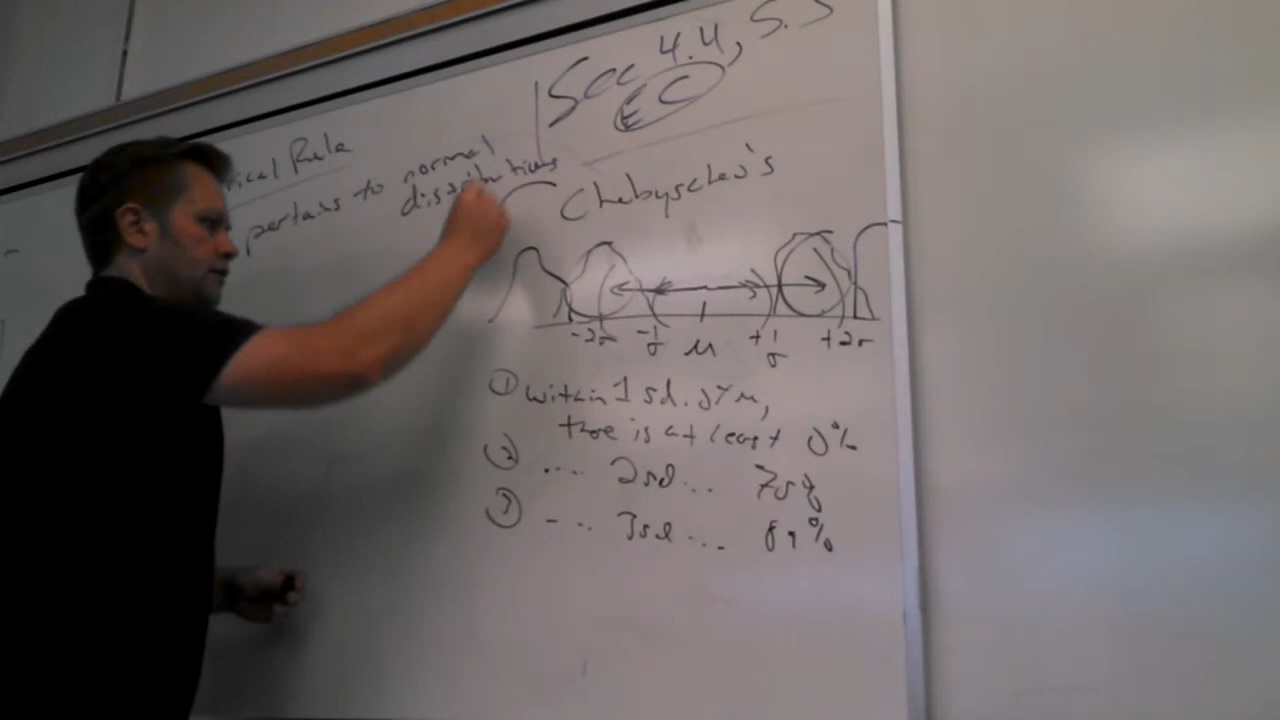 Sec 4.4, 5.5
EC
rical Rule
pertains to normal
distributions
Chebyschev's
-2σ -1σ μ +1σ +2σ
① within 1 sd. of μ,
there is at least 0%
② .... 2sd... 75%
③ - ... 3sd... 89%